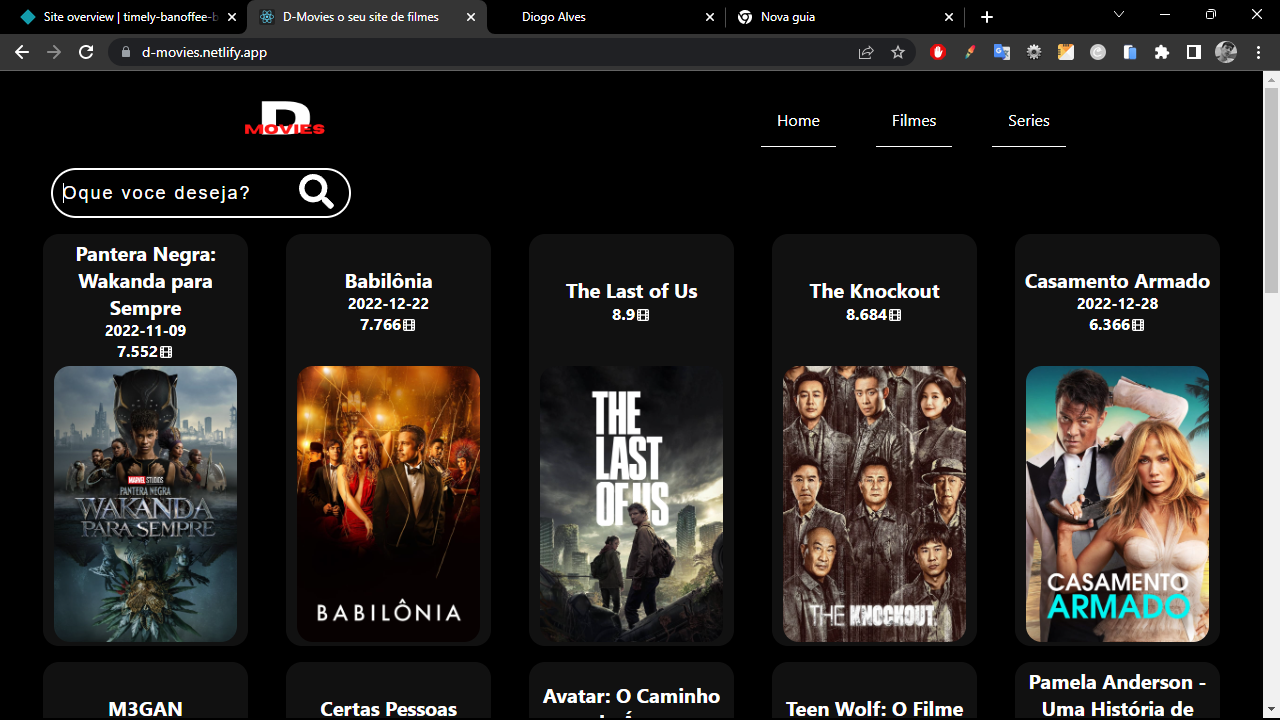 Site overview | timely-banoffee-b
D-Movies o seu site de filmes
Diogo Alves
Nova guia
d-movies.netlify.app
D
MOVIES
Home
Filmes
Series
Oque voce deseja?
Pantera Negra:
Wakanda para
Sempre
2022-11-09
7.552
MARVEL STUDIOS
PANTERA NEGRA
WAKANDA
PARA SEMPRE
Babilônia
2022-12-22
7.766
BABILÔNIA
The Last of Us
8.9
THE
LAST
OF US
The Knockout
8.684
THE KNOCKOUT.
Casamento Armado
2022-12-28
6.366
CASAMENTO
ARMADO
M3GAN
Certas Pessoas
Avatar: O Caminho
Teen Wolf: O Filme
Pamela Anderson -
Uma História de